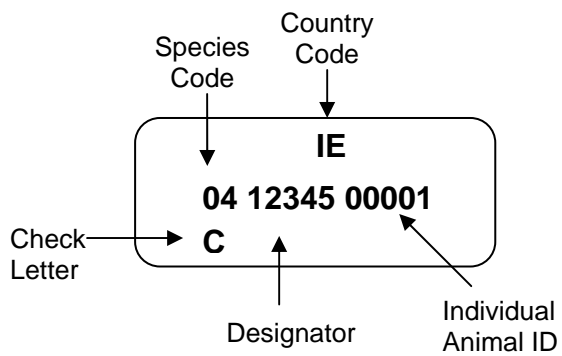 Country
Code
Species
Code
IE
04 12345 00001
C
Check
Letter
Designator
Individual
Animal ID